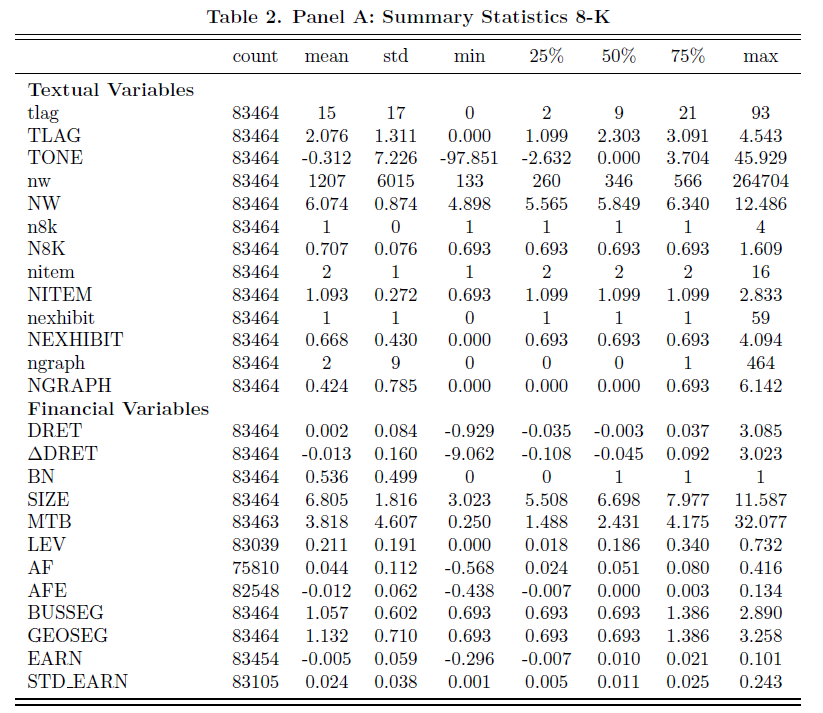 Table 2. Panel A: Summary Statistics 8-K
count mean std min 25% 50% 75% max
Textual Variables
tlag 83464 15 17 0 2 9 21 93
TLAG 83464 2.076 1.311 0.000 1.099 2.303 3.091 4.543
TONE 83464 -0.312 7.226 -97.851 -2.632 0.000 3.704 45.929
nw 83464 1207 6015 133 260 346 566 264704
NW 83464 6.074 0.874 4.898 5.565 5.849 6.340 12.486
n8k 83464 1 0 1 1 1 1 4
N8K 83464 0.707 0.076 0.693 0.693 0.693 0.693 1.609
nitem 83464 2 1 1 2 2 2 16
NITEM 83464 1.093 0.272 0.693 1.099 1.099 1.099 2.833
nexhibit 83464 1 1 0 1 1 1 59
NEXHIBIT 83464 0.668 0.430 0.000 0.693 0.693 0.693 4.094
ngraph 83464 2 9 0 0 0 1 464
NGRAPH 83464 0.424 0.785 0.000 0.000 0.000 0.693 6.142
Financial Variables
DRET 83464 0.002 0.084 -0.929 -0.035 -0.003 0.037 3.085
ΔDRET 83464 -0.013 0.160 -9.062 -0.108 -0.045 0.092 3.023
BN 83464 0.536 0.499 0 0 1 1 1
SIZE 83464 6.805 1.816 3.023 5.508 6.698 7.977 11.587
MTB 83463 3.818 4.607 0.250 1.488 2.431 4.175 32.077
LEV 83039 0.211 0.191 0.000 0.018 0.186 0.340 0.732
AF 75810 0.044 0.112 -0.568 0.024 0.051 0.080 0.416
AFE 82548 -0.012 0.062 -0.438 -0.007 0.000 0.003 0.134
BUSSEG 83464 1.057 0.602 0.693 0.693 0.693 1.386 2.890
GEOSEG 83464 1.132 0.710 0.693 0.693 0.693 1.386 3.258
EARN 83454 -0.005 0.059 -0.296 -0.007 0.010 0.021 0.101
STD_EARN 83105 0.024 0.038 0.001 0.005 0.011 0.025 0.243